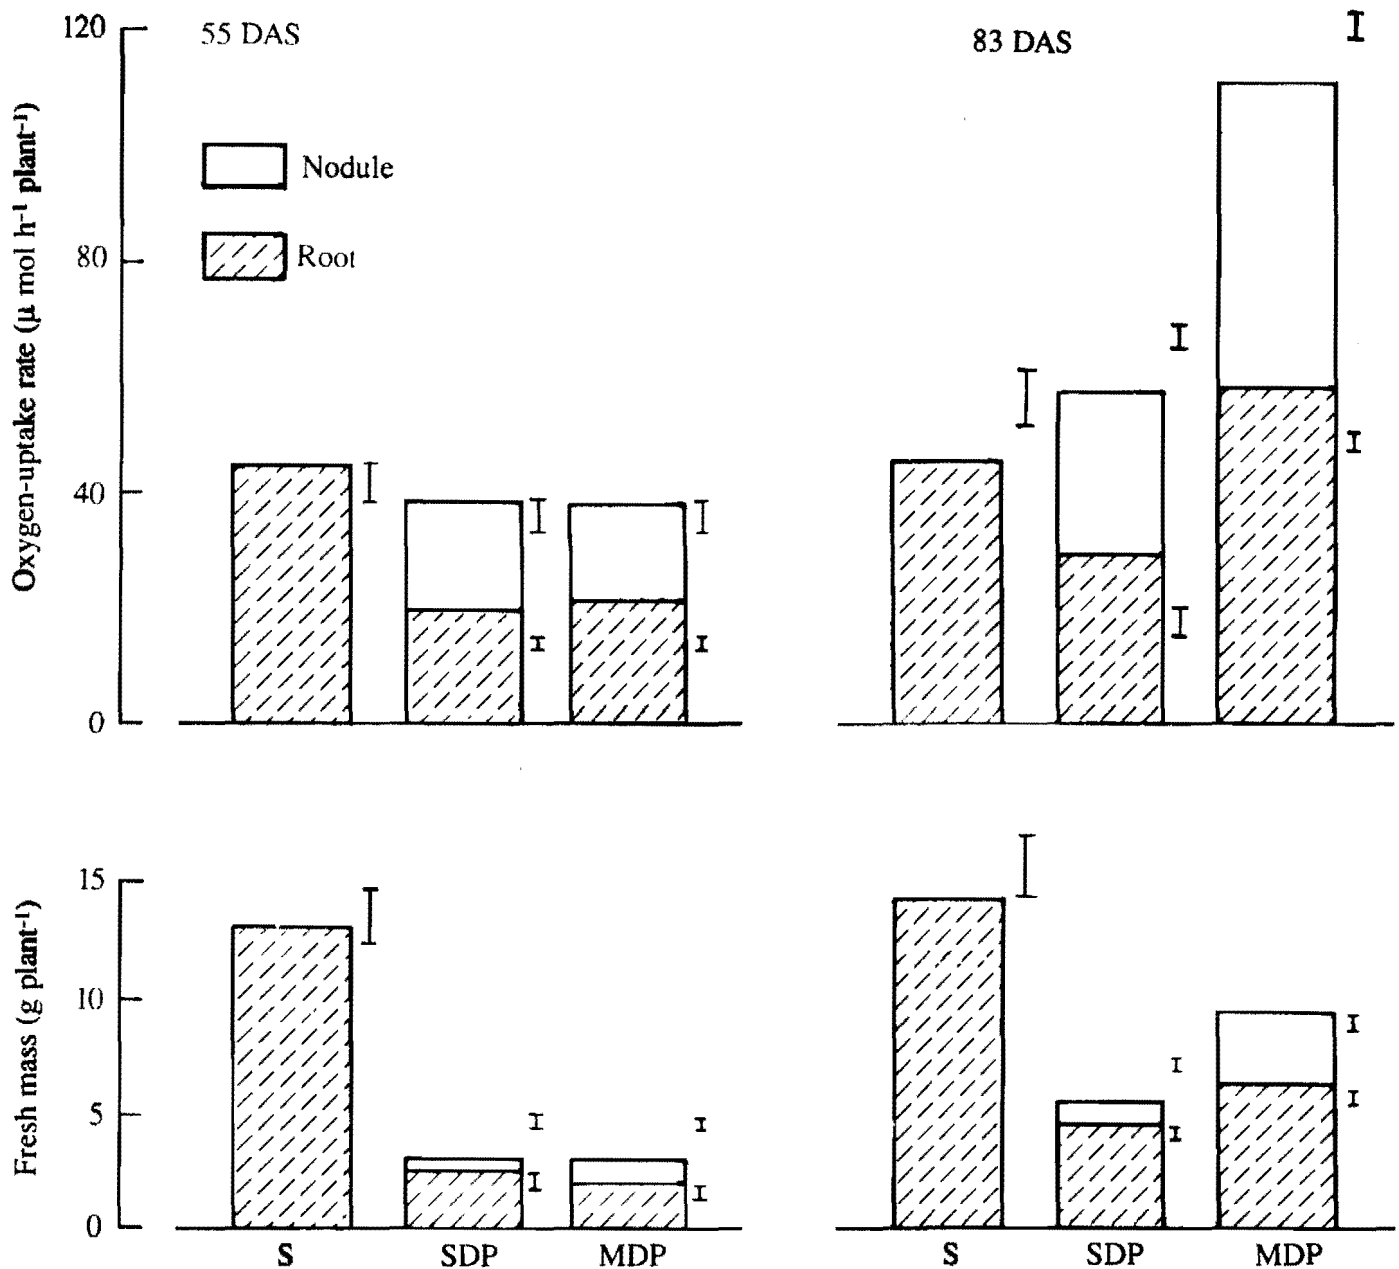 120
55 DAS
83 DAS
Nodule
Root
80
40
0
Oxygen-uptake rate (μ mol h⁻¹ plant⁻¹)
15
10
5
0
Fresh mass (g plant⁻¹)
S SDP MDP
S SDP MDP